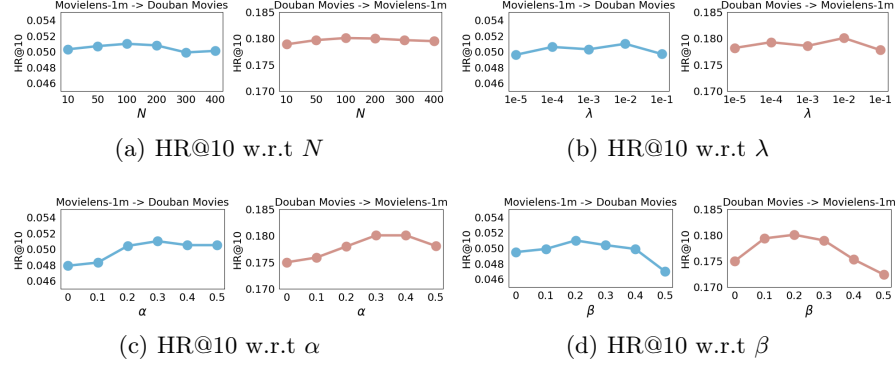 Movielens-1m -> Douban Movies
HR@10
0.054
0.052
0.050
0.048
0.046
10 50 100 200 300 400
N
Douban Movies -> Movielens-1m
HR@10
0.185
0.180
0.175
0.170
10 50 100 200 300 400
N
(a) HR@10 w.r.t N
Movielens-1m -> Douban Movies
HR@10
0.054
0.052
0.050
0.048
0.046
1e-5 1e-4 1e-3 1e-2 1e-1
λ
Douban Movies -> Movielens-1m
HR@10
0.185
0.180
0.175
0.170
1e-5 1e-4 1e-3 1e-2 1e-1
λ
(b) HR@10 w.r.t λ
Movielens-1m -> Douban Movies
HR@10
0.054
0.052
0.050
0.048
0.046
0 0.1 0.2 0.3 0.4 0.5
α
Douban Movies -> Movielens-1m
HR@10
0.185
0.180
0.175
0.170
0 0.1 0.2 0.3 0.4 0.5
α
(c) HR@10 w.r.t α
Movielens-1m -> Douban Movies
HR@10
0.054
0.052
0.050
0.048
0.046
0 0.1 0.2 0.3 0.4 0.5
β
Douban Movies -> Movielens-1m
HR@10
0.185
0.180
0.175
0.170
0 0.1 0.2 0.3 0.4 0.5
β
(d) HR@10 w.r.t β